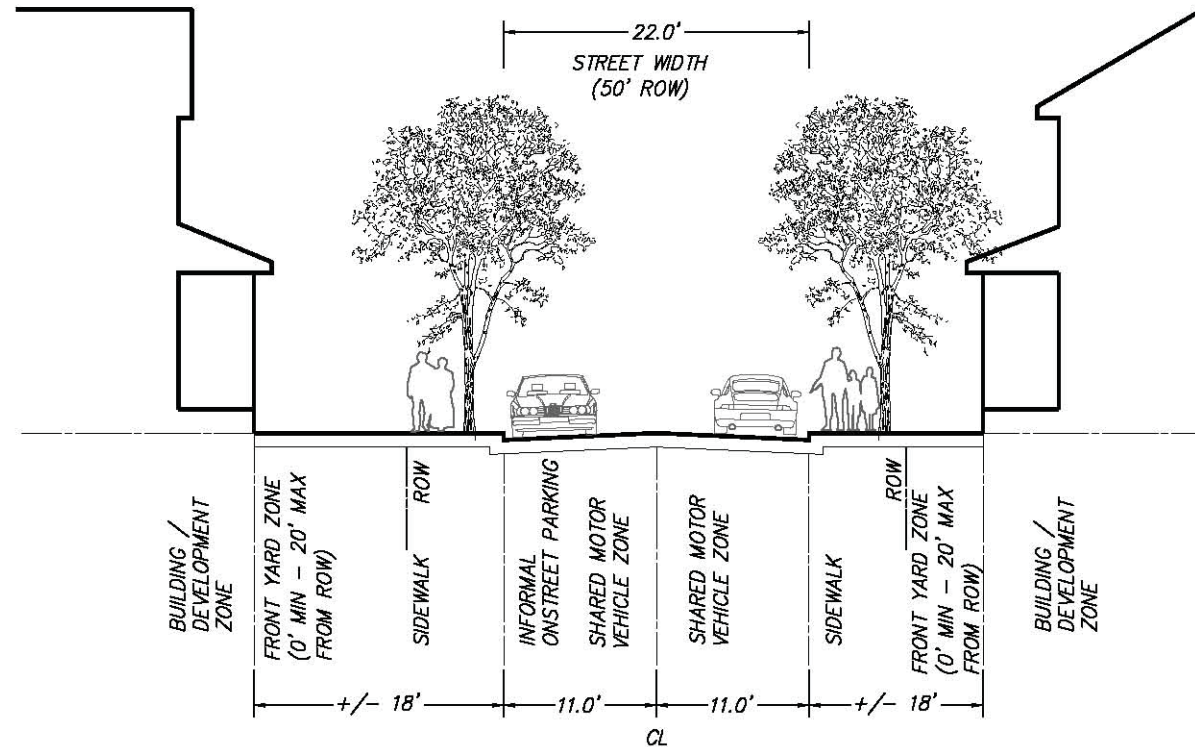 22.0'
STREET WIDTH
(50' ROW)
BUILDING /
DEVELOPMENT
ZONE
FRONT YARD ZONE
(0' MIN - 20' MAX
FROM ROW)
SIDEWALK
ROW
INFORMAL
ONSTREET PARKING
SHARED MOTOR
VEHICLE ZONE
SHARED MOTOR
VEHICLE ZONE
SIDEWALK
ROW
FRONT YARD ZONE
(0' MIN - 20' MAX
FROM ROW)
BUILDING /
DEVELOPMENT
ZONE
+/- 18'
11.0'
11.0'
+/- 18'
CL